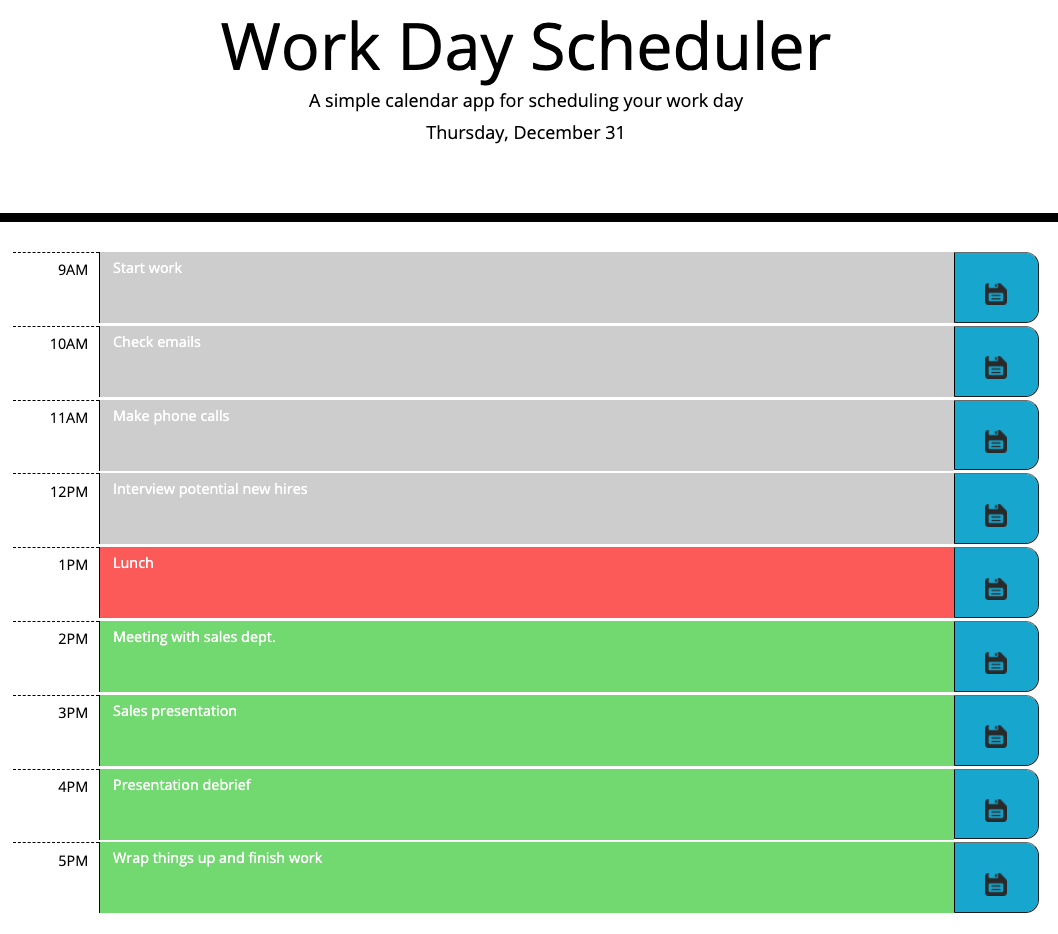 Work Day Scheduler
A simple calendar app for scheduling your work day
Thursday, December 31
9AM Start work
10AM Check emails
11AM Make phone calls
12PM Interview potential new hires
1PM Lunch
2PM Meeting with sales dept.
3PM Sales presentation
4PM Presentation debrief
5PM Wrap things up and finish work